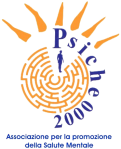 Psiche 2000
Associazione per la promozione
della Salute Mentale